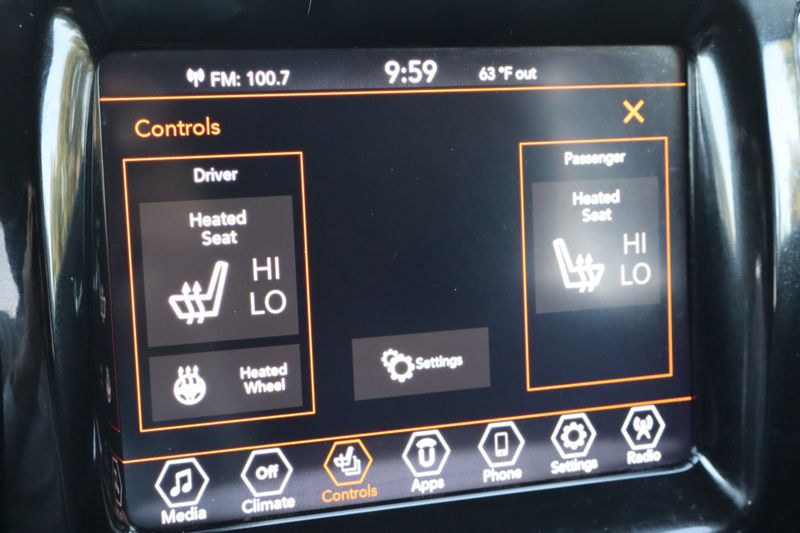 FM: 100.7
9:59
63 °F out
Controls
Driver
Heated
Seat
HI
LO
Heated
Wheel
Settings
Passenger
Heated
Seat
HI
LO
Media
Off
Climate
Controls
Apps
Phone
Settings
Radio